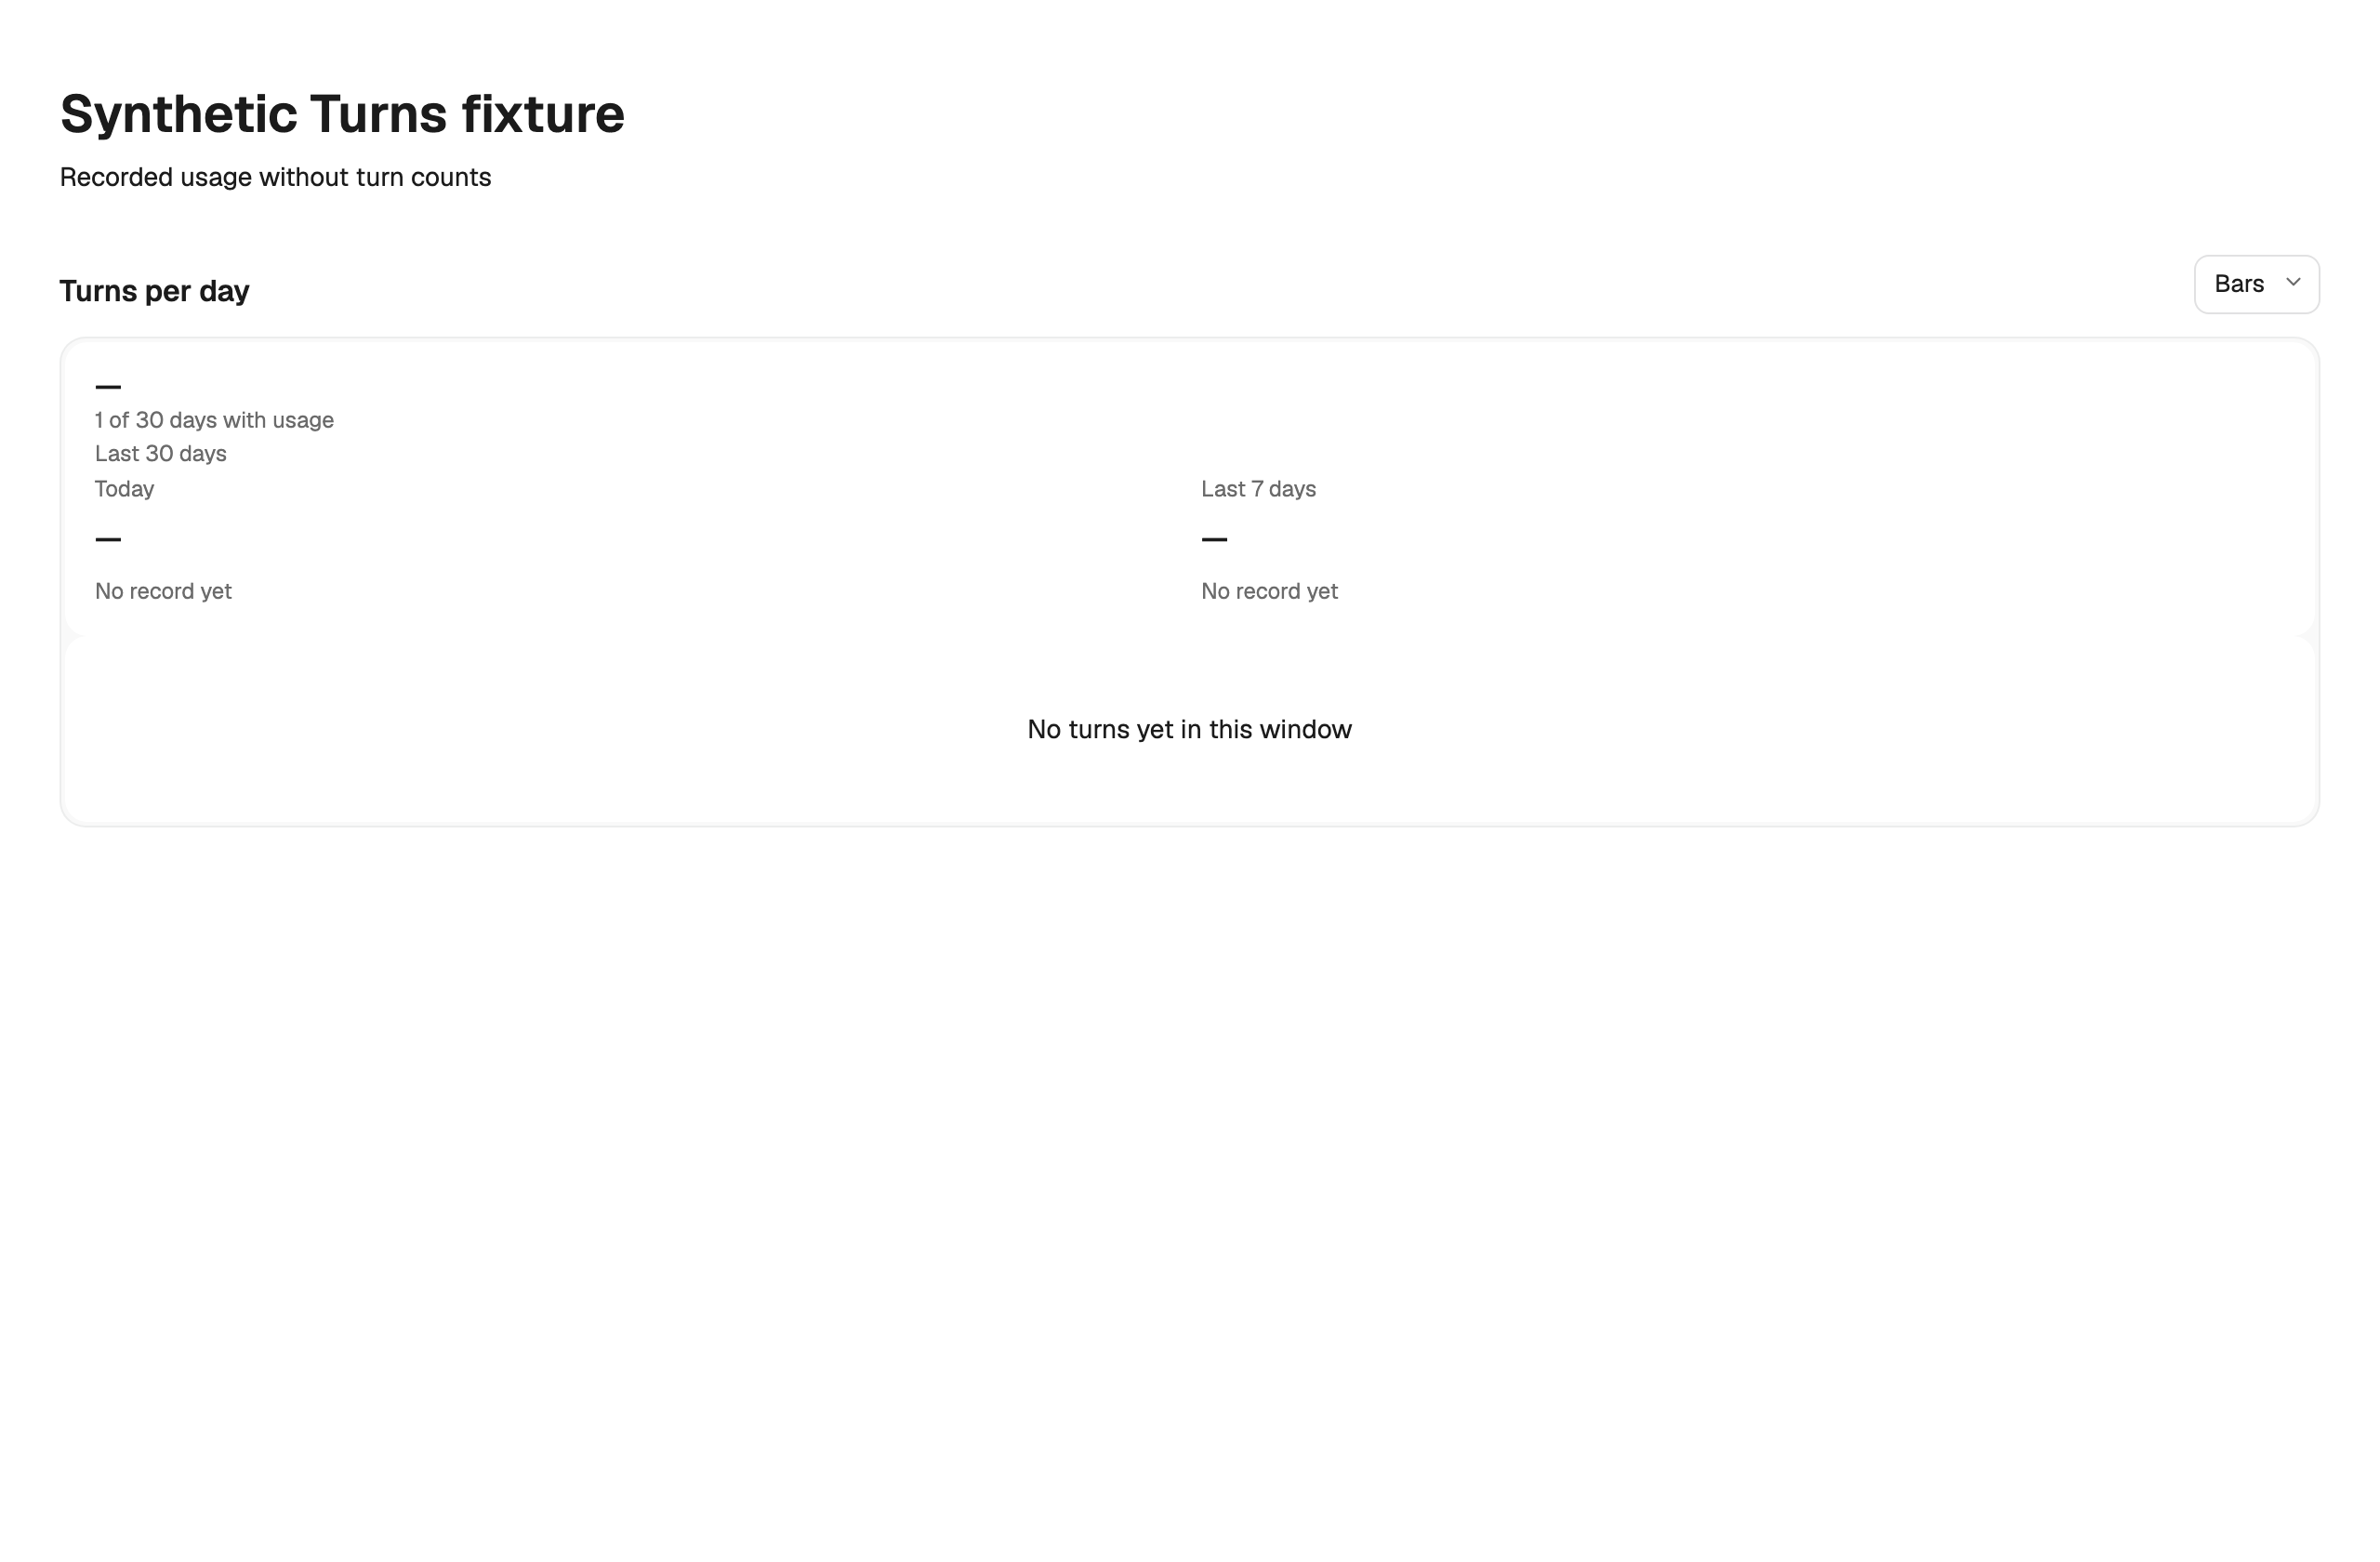 Synthetic Turns fixture
Recorded usage without turn counts
Turns per day
Bars
—
1 of 30 days with usage
Last 30 days
Today
—
No record yet
Last 7 days
—
No record yet
No turns yet in this window